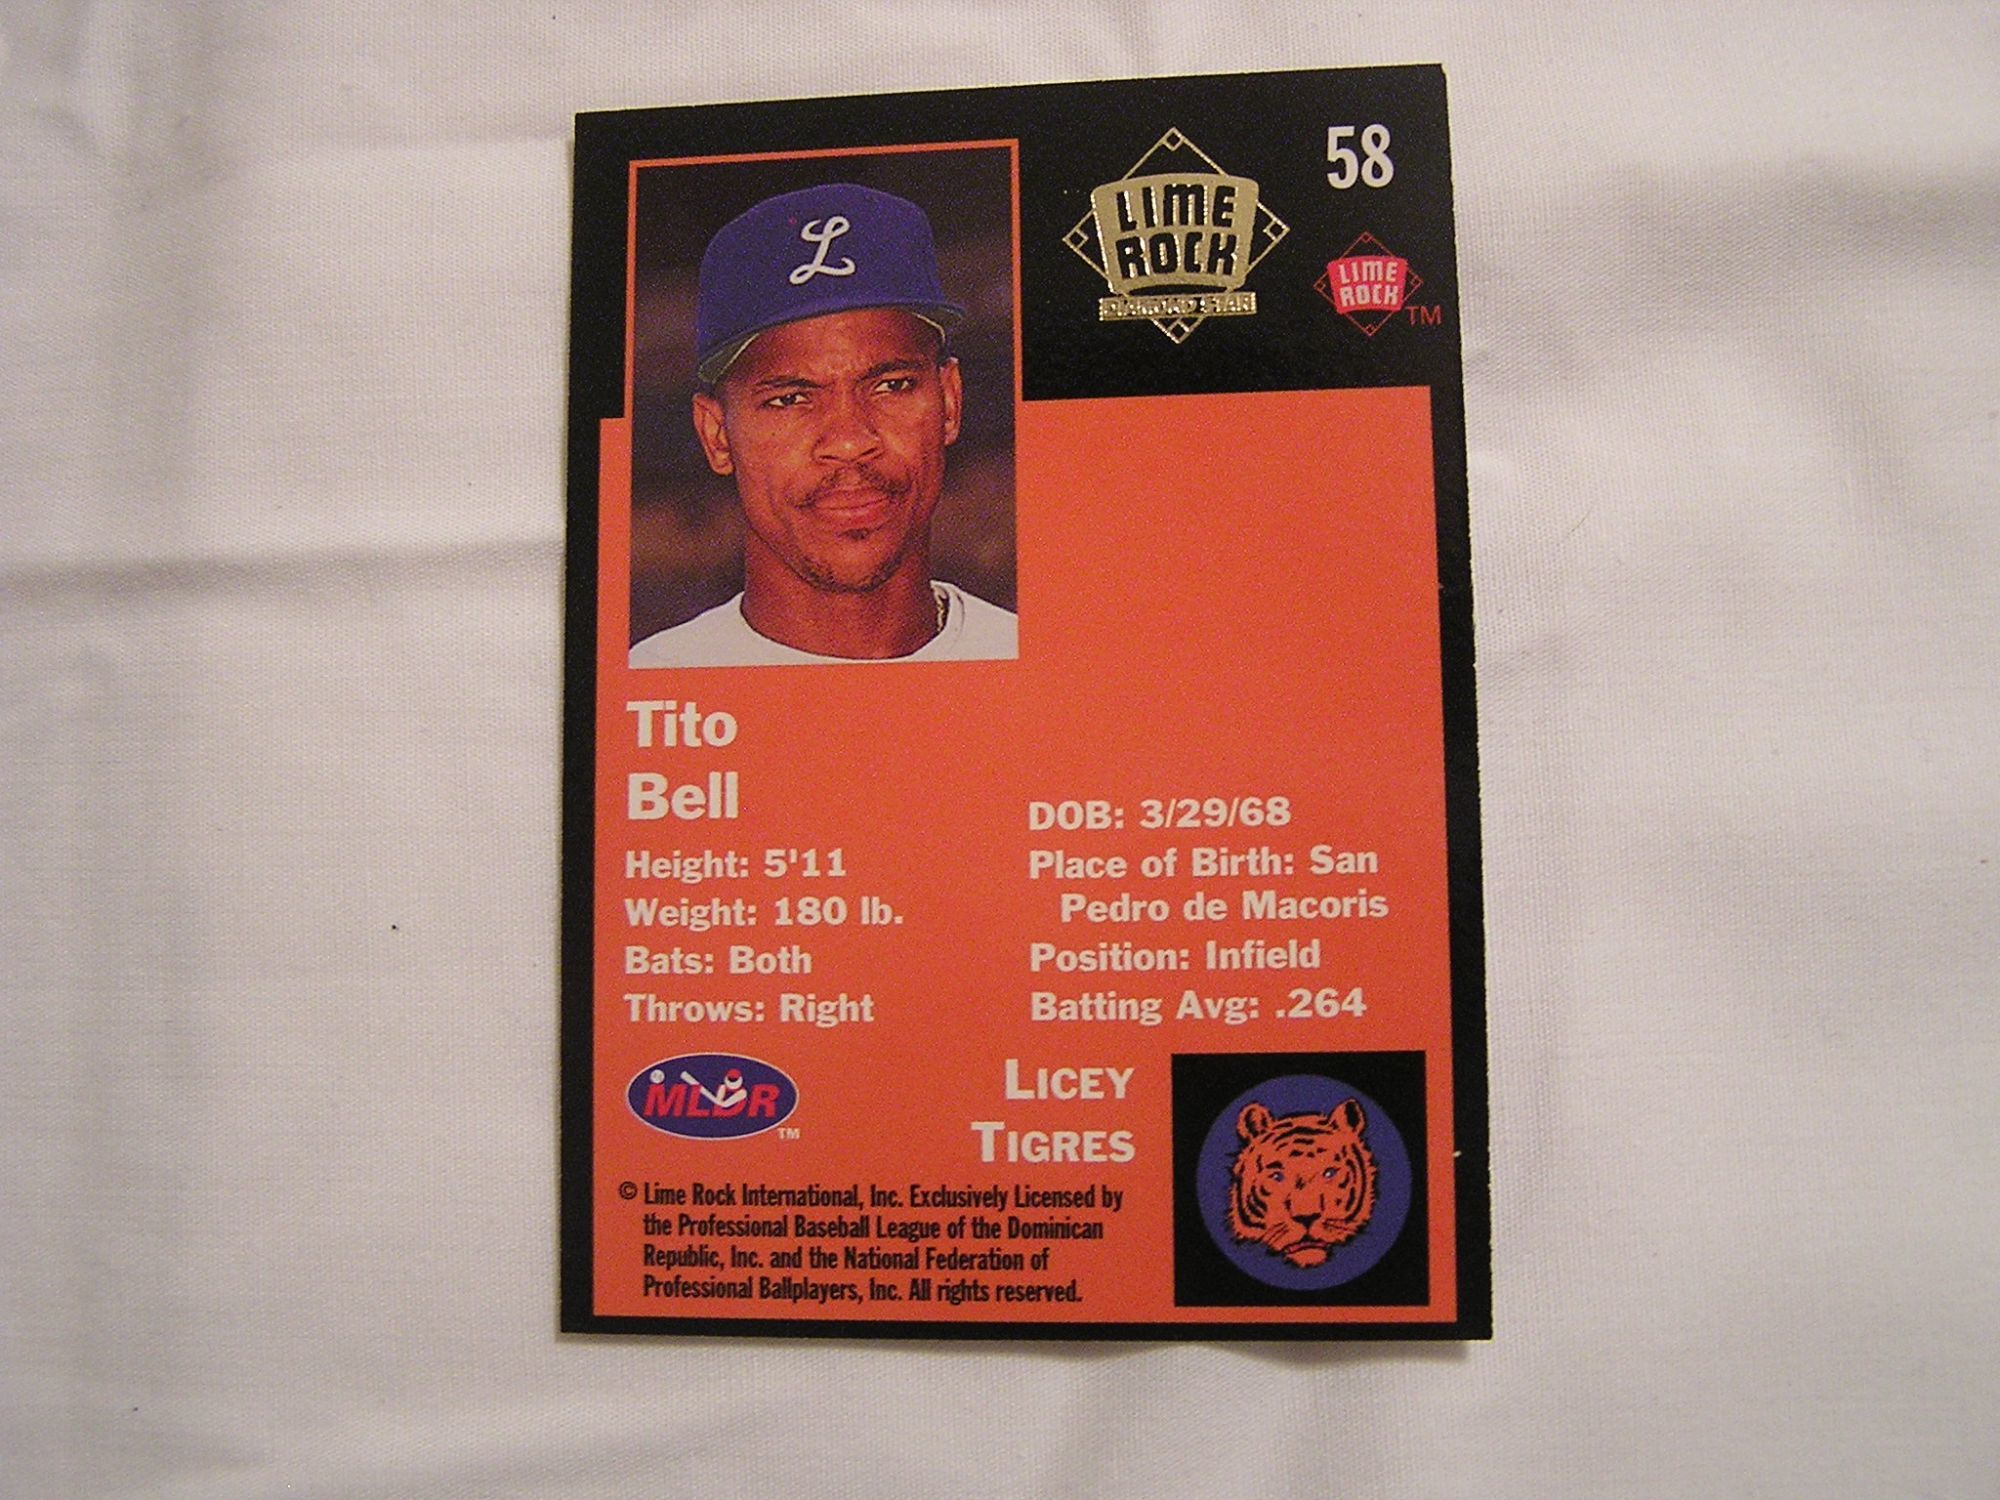 58
LIME
ROCK
DIAMOND STAR
LIME
ROCK
TM
L
Tito
Bell
Height: 5'11
Weight: 180 lb.
Bats: Both
Throws: Right
DOB: 3/29/68
Place of Birth: San
Pedro de Macoris
Position: Infield
Batting Avg: .264
MLDR
TM
LICEY
TIGRES
© Lime Rock International, Inc. Exclusively Licensed by
the Professional Baseball League of the Dominican
Republic, Inc. and the National Federation of
Professional Ballplayers, Inc. All rights reserved.